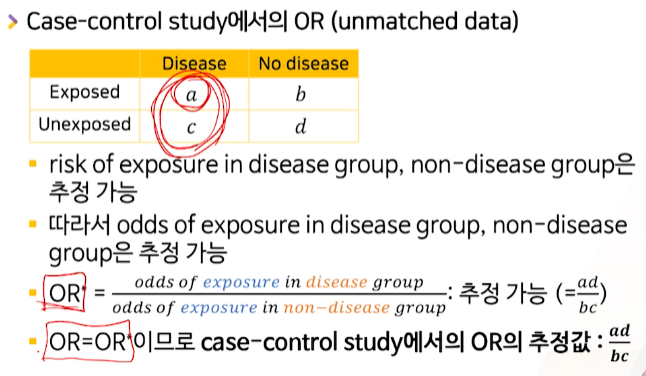 Case-control study에서의 OR (unmatched data)
Disease No disease
Exposed a b
Unexposed c d
risk of exposure in disease group, non-disease group은
추정 가능
따라서 odds of exposure in disease group, non-disease
group은 추정 가능
OR* = odds of exposure in disease group / odds of exposure in non-disease group : 추정 가능 (=ad/bc)
OR=OR*이므로 case-control study에서의 OR의 추정값 : ad/bc